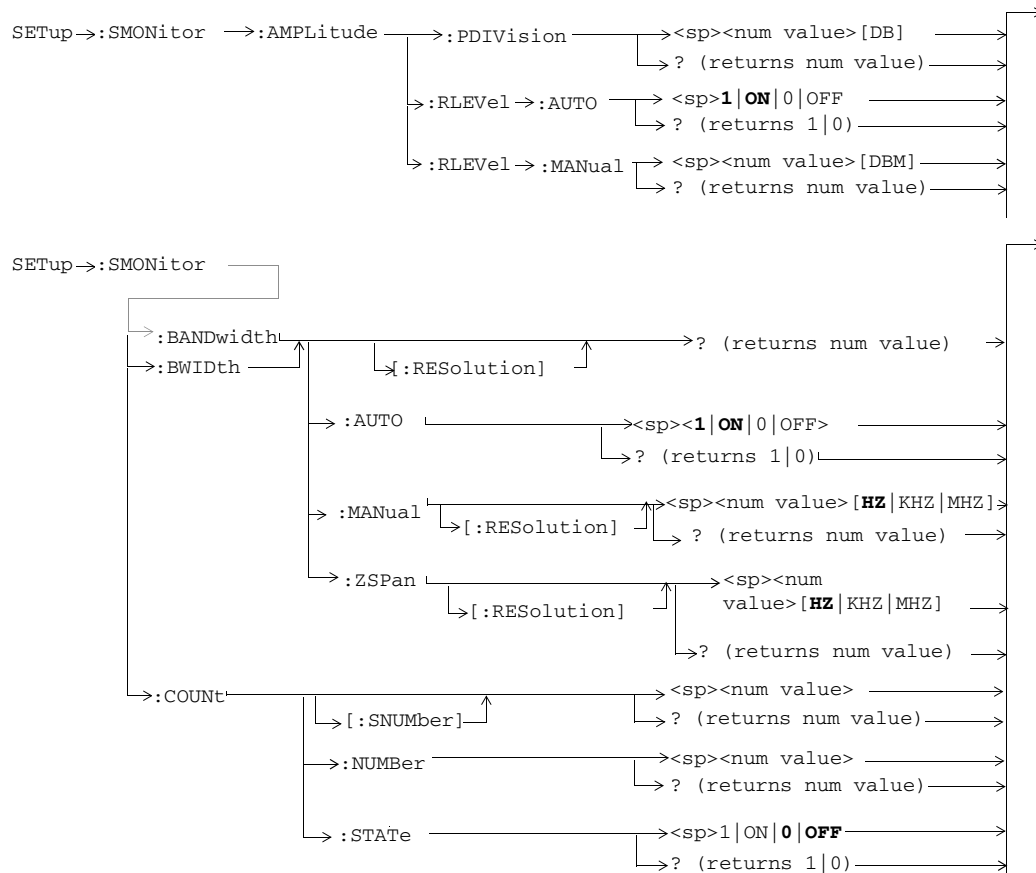 SETup :SMONitor :AMPLitude :PDIVision <sp><num value>[DB]
? (returns num value)
:RLEVel :AUTO <sp>1|ON|0|OFF
? (returns 1|0)
:RLEVel :MANual <sp><num value>[DBM]
? (returns num value)
SETup :SMONitor
:BANDwidth ? (returns num value)
:BWIDth [:RESolution]
:AUTO <sp><1|ON|0|OFF>
? (returns 1|0)
:MANual <sp><num value>[HZ|KHZ|MHZ]
[:RESolution] ? (returns num value)
:ZSPan <sp><num
[:RESolution] value>[HZ|KHZ|MHZ]
? (returns num value)
:COUNt <sp><num value>
[:SNUMber] ? (returns num value)
:NUMBer <sp><num value>
? (returns num value)
:STATe <sp>1|ON|0|OFF
? (returns 1|0)